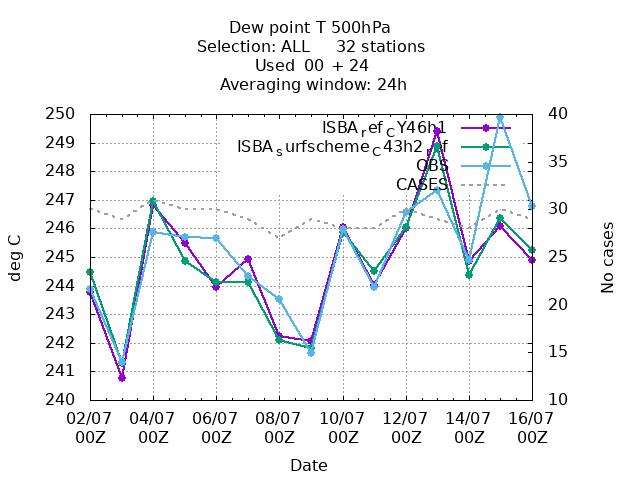 Dew point T 500hPa
Selection: ALL 32 stations
Used 00 + 24
Averaging window: 24h
250
249
248
247
246
245
244
243
242
241
240
deg C
40
35
30
25
20
15
10
No cases
ISBA_ref_CY46h1
ISBA_surfscheme_C43h2_ref
OBS
CASES
02/07 04/07 06/07 08/07 10/07 12/07 14/07 16/07
00Z 00Z 00Z 00Z 00Z 00Z 00Z 00Z
Date